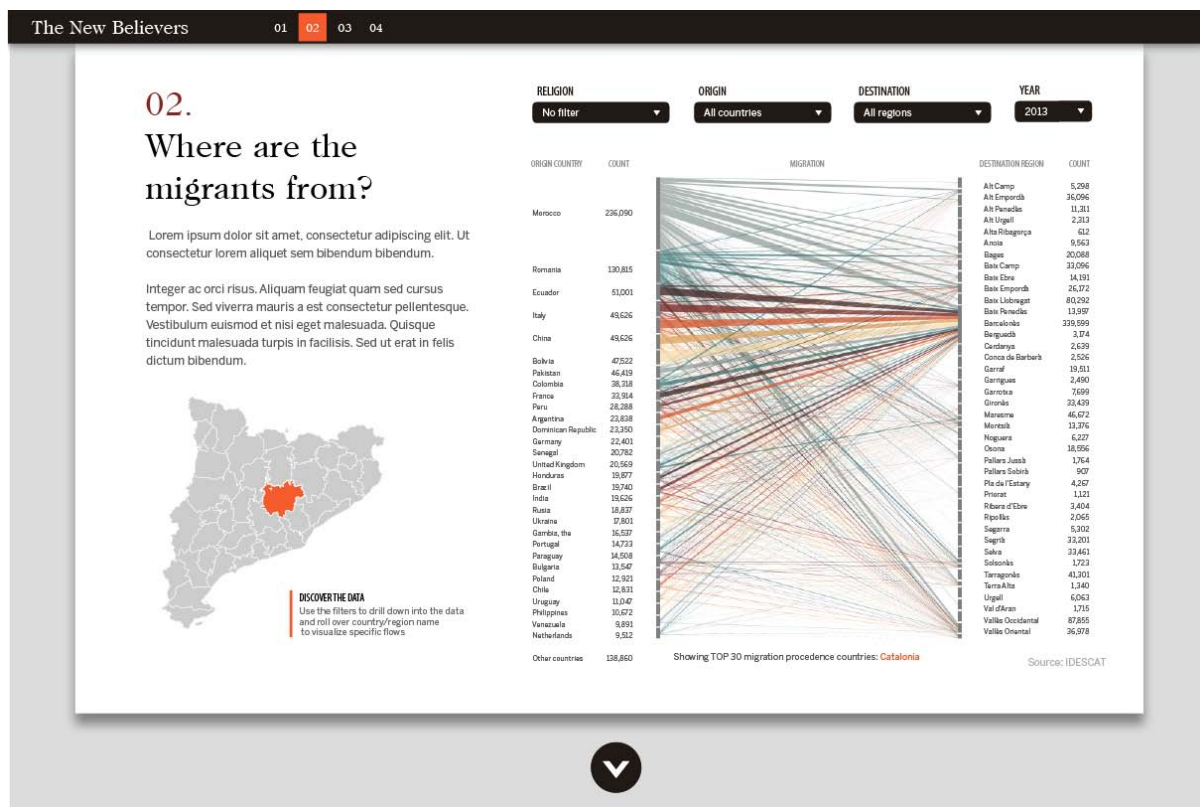 The New Believers 01 02 03 04
02.
Where are the
migrants from?
Lorem ipsum dolor sit amet, consectetur adipiscing elit. Ut
consectetur lorem aliquet sem bibendum bibendum.
Integer ac orci risus. Aliquam feugiat quam sed cursus
tempor. Sed viverra mauris a est consectetur pellentesque.
Vestibulum euismod et nisi eget malesuada. Quisque
tincidunt malesuada turpis in facilisis. Sed ut erat in felis
dictum bibendum.
DISCOVER THE DATA
Use the filters to drill down into the data
and roll over country/region name
to visualize specific flows
RELIGION ORIGIN DESTINATION YEAR
No filter All countries All regions 2013
ORIGIN COUNTRY COUNT MIGRATION DESTINATION REGION COUNT
Morocco 236,090
Romania 130,815
Ecuador 51,001
Italy 49,626
China 49,626
Bolivia 47,522
Pakistan 46,419
Colombia 38,318
France 33,914
Peru 28,288
Argentina 23,838
Dominican Republic 23,350
Germany 22,401
Senegal 20,782
United Kingdom 20,569
Honduras 19,877
Brazil 19,740
India 19,626
Rusia 18,837
Ukraine 17,801
Gambia, the 16,537
Portugal 14,733
Paraguay 14,508
Bulgaria 13,547
Poland 12,921
Chile 12,831
Uruguay 11,047
Philippines 10,672
Venezuela 9,891
Netherlands 9,512
Other countries 138,860
Alt Camp 5,298
Alt Empordà 36,096
Alt Penedès 11,311
Alt Urgell 2,313
Alta Ribagorça 612
Anoia 9,563
Bages 20,088
Baix Camp 33,096
Baix Ebre 14,191
Baix Empordà 26,172
Baix Llobregat 80,292
Baix Penedès 13,997
Barcelonès 339,599
Berguedà 3,174
Cerdanya 2,639
Conca de Barberà 2,526
Garraf 19,511
Garrigues 2,490
Garrotxa 7,699
Gironès 33,439
Maresme 46,672
Montsià 13,376
Noguera 6,227
Osona 18,556
Pallars Jussà 1,764
Pallars Sobirà 907
Pla de l'Estany 4,267
Priorat 1,121
Ribera d'Ebre 3,404
Ripollès 2,065
Segarra 5,302
Segrià 33,201
Selva 33,461
Solsonès 1,723
Tarragonès 41,301
Terra Alta 1,340
Urgell 6,063
Val d'Aran 1,715
Vallès Occidental 87,855
Vallès Oriental 36,978
Showing TOP 30 migration procedence countries: Catalonia
Source: IDESCAT